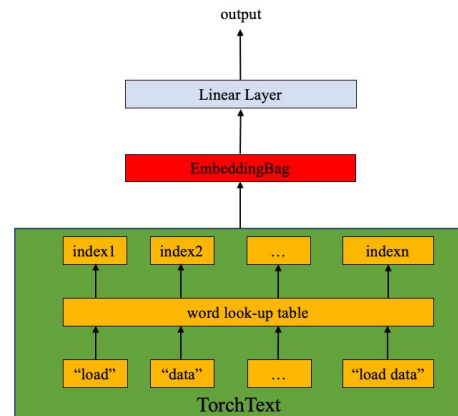 output
Linear Layer
EmbeddingBag
index1 index2 … indexn
word look-up table
“load” “data” … “load data”
TorchText